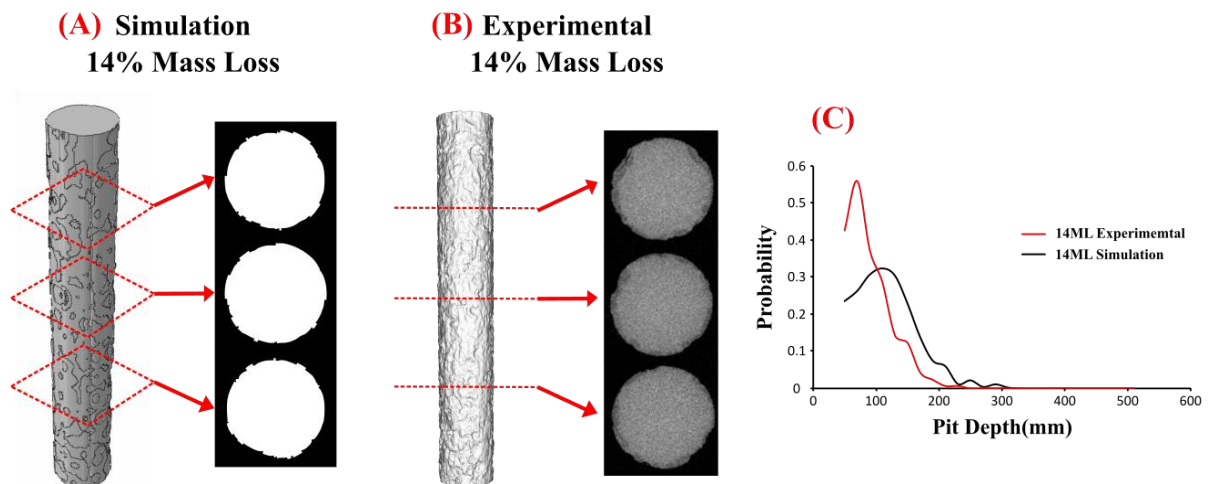 (A) Simulation
14% Mass Loss
(B) Experimental
14% Mass Loss
(C)
0.6
0.5
0.4
0.3
0.2
0.1
0
Probability
14ML Experimemtal
14ML Simulation
0 100 200 300 400 500 600
Pit Depth(mm)